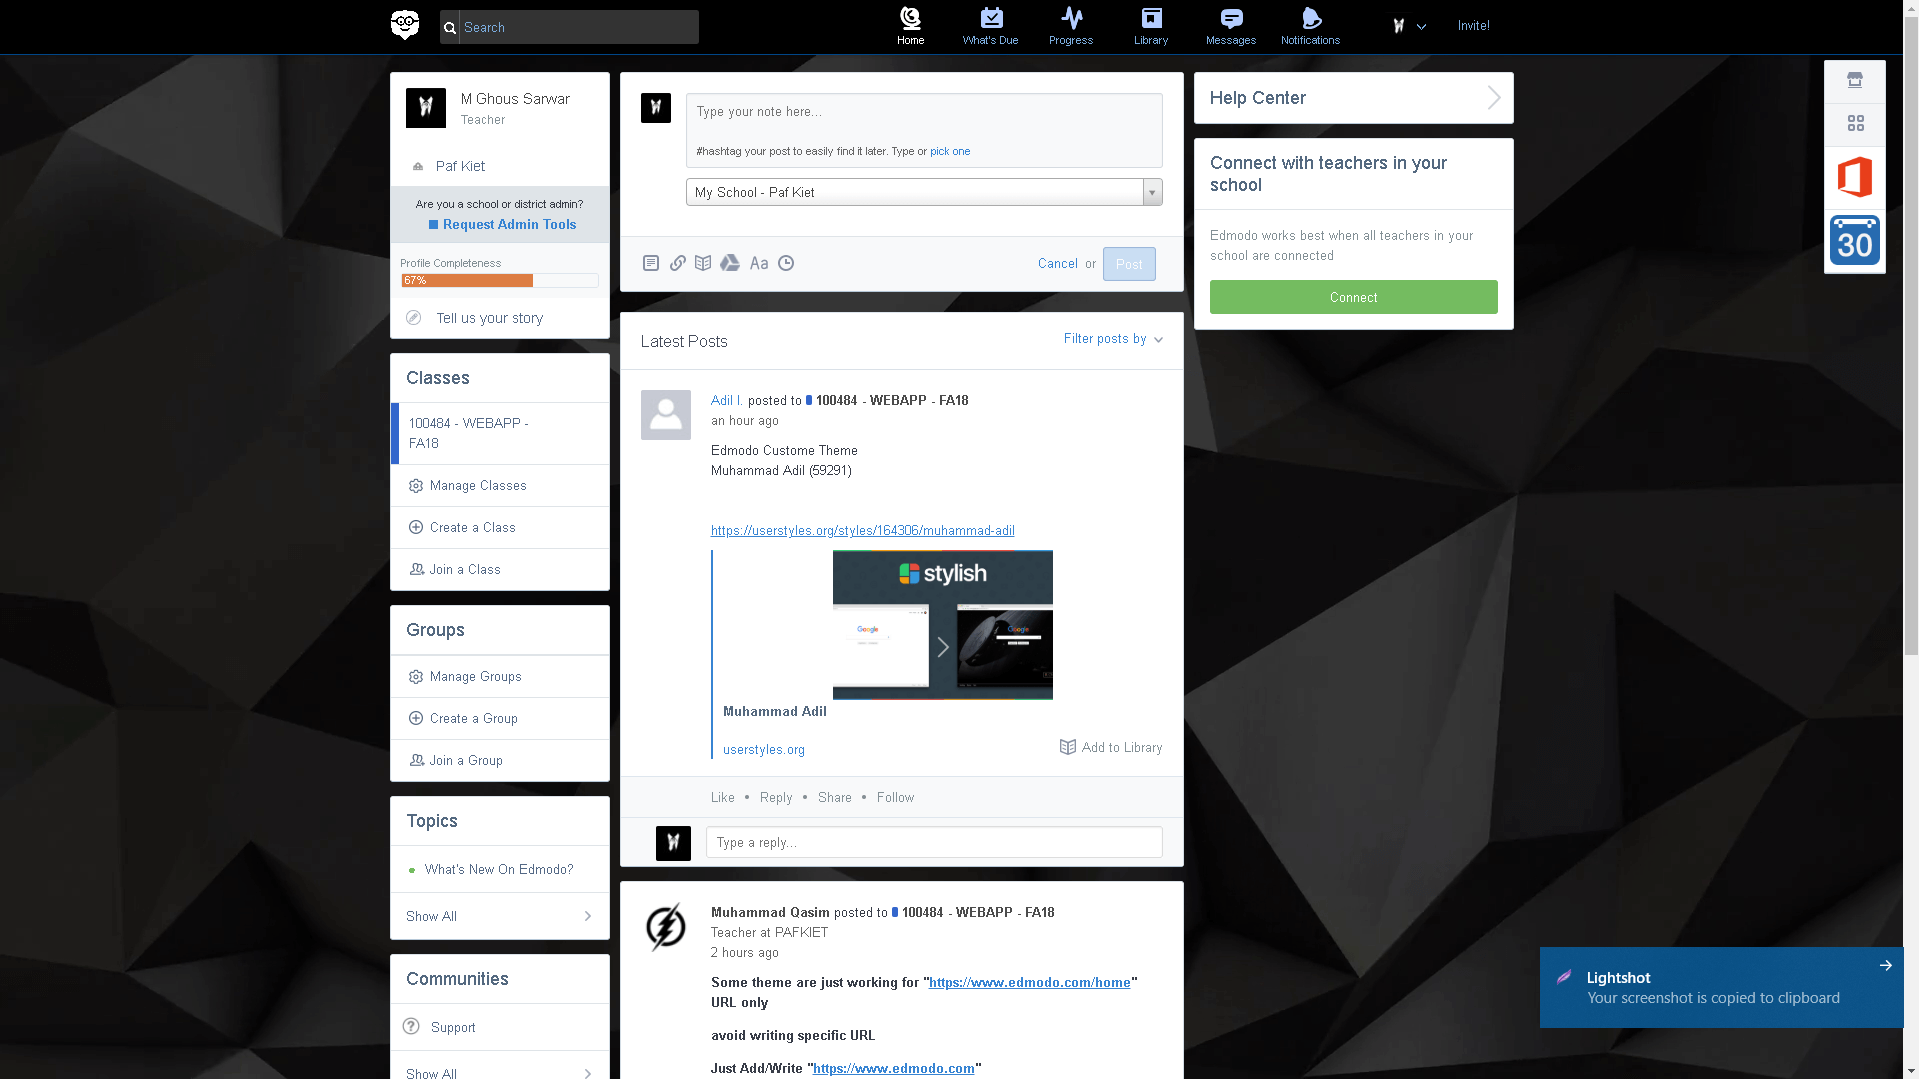 Search
Home
What's Due
Progress
Library
Messages
Notifications
Invite!
M Ghous Sarwar
Teacher
Paf Kiet
Are you a school or district admin?
Request Admin Tools
Profile Completeness
67%
Tell us your story
Classes
100484 - WEBAPP -
FA18
Manage Classes
Create a Class
Join a Class
Groups
Manage Groups
Create a Group
Join a Group
Topics
What's New On Edmodo?
Show All
Communities
Support
Show All
Type your note here...
#hashtag your post to easily find it later. Type or pick one
My School - Paf Kiet
Aa
Cancel or Post
Latest Posts
Filter posts by
Adil I. posted to 100484 - WEBAPP - FA18
an hour ago
Edmodo Custome Theme
Muhammad Adil (59291)
https://userstyles.org/styles/164306/muhammad-adil
stylish
Google
Google
Muhammad Adil
userstyles.org
Add to Library
Like • Reply • Share • Follow
Type a reply...
Muhammad Qasim posted to 100484 - WEBAPP - FA18
Teacher at PAFKIET
2 hours ago
Some theme are just working for "https://www.edmodo.com/home"
URL only
avoid writing specific URL
Just Add/Write "https://www.edmodo.com"
Help Center
Connect with teachers in your
school
Edmodo works best when all teachers in your
school are connected
Connect
30
Lightshot
Your screenshot is copied to clipboard